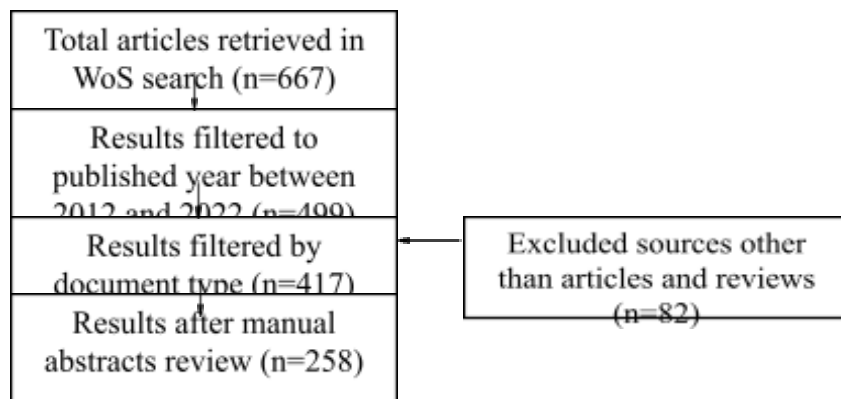 Total articles retrieved in
WoS search (n=667)
Results filtered to
published year between
2012 and 2022 (n=499)
Results filtered by
document type (n=417)
Excluded sources other
than articles and reviews
(n=82)
Results after manual
abstracts review (n=258)